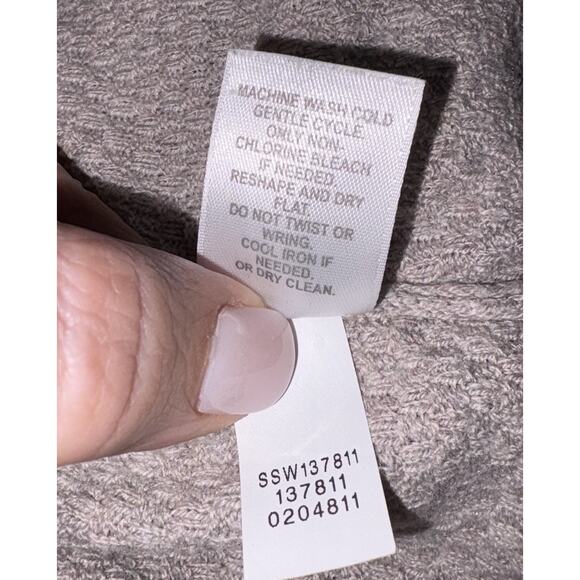 MACHINE WASH COLD
GENTLE CYCLE.
ONLY NON-
CHLORINE BLEACH
IF NEEDED.
RESHAPE AND DRY
FLAT.
DO NOT TWIST OR
WRING.
COOL IRON IF
NEEDED.
OR DRY CLEAN.
SSW137811
137811
0204811